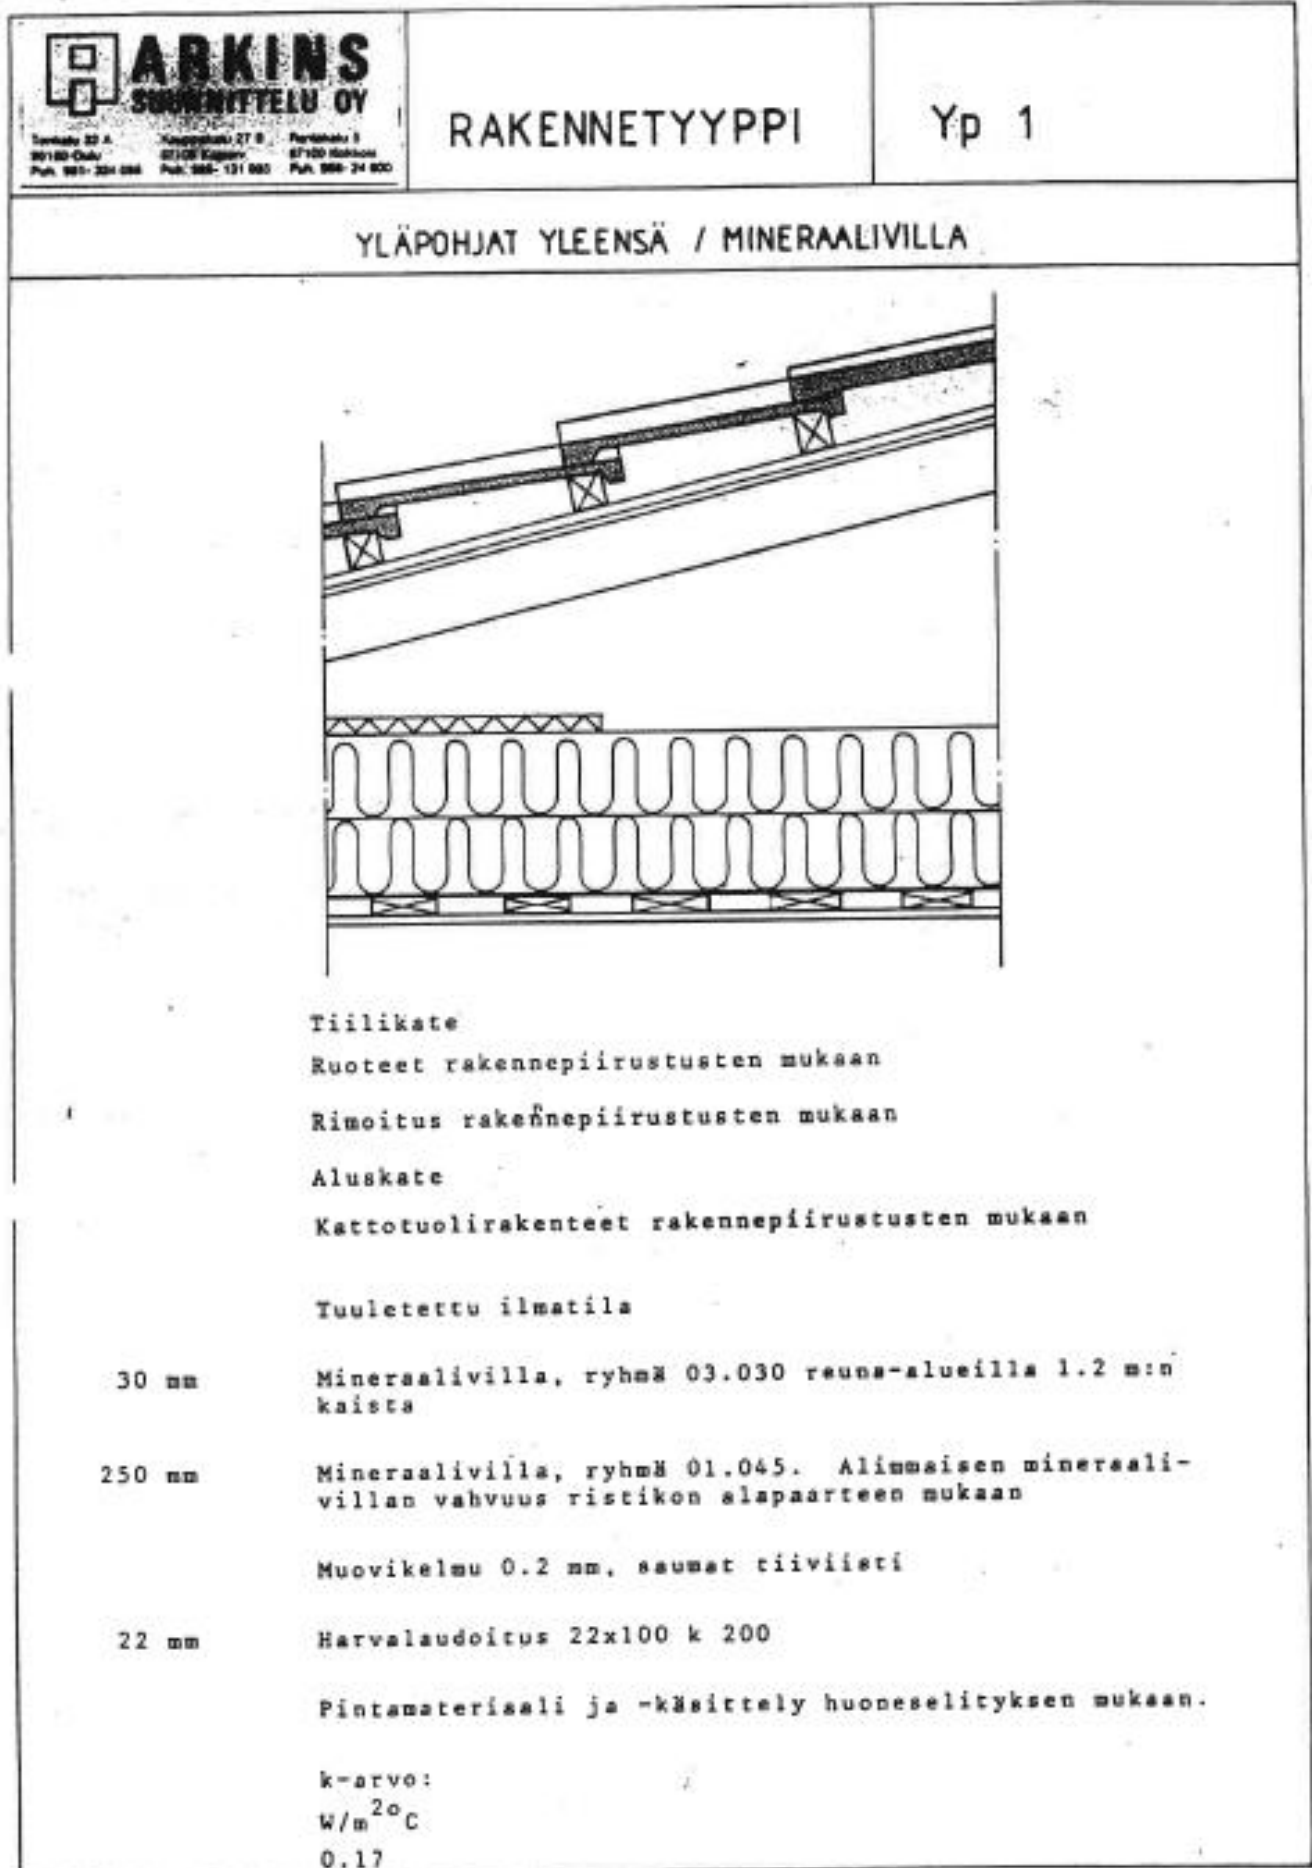 ARKINS
SUUNNITTELU OY
RAKENNETYYPPI
Yp 1
YLÄPOHJAT YLEENSÄ / MINERAALIVILLA
Tiilikate
Ruoteet rakennepiirustusten mukaan
Rimoitus rakennepiirustusten mukaan
Aluskate
Kattotuolirakenteet rakennepiirustusten mukaan
Tuuletettu ilmatila
30 mm Mineraalivilla, ryhmä 03.030 reuna-alueilla 1.2 m:n
kaista
250 mm Mineraalivilla, ryhmä 01.045. Alimmaisen mineraali-
villan vahvuus ristikon alapaarteen mukaan
Muovikelmu 0.2 mm, saumat tiiviisti
22 mm Harvalaudoitus 22x100 k 200
Pintamateriaali ja -käsittely huoneselityksen mukaan.
k-arvo:
W/m²°C
0.17